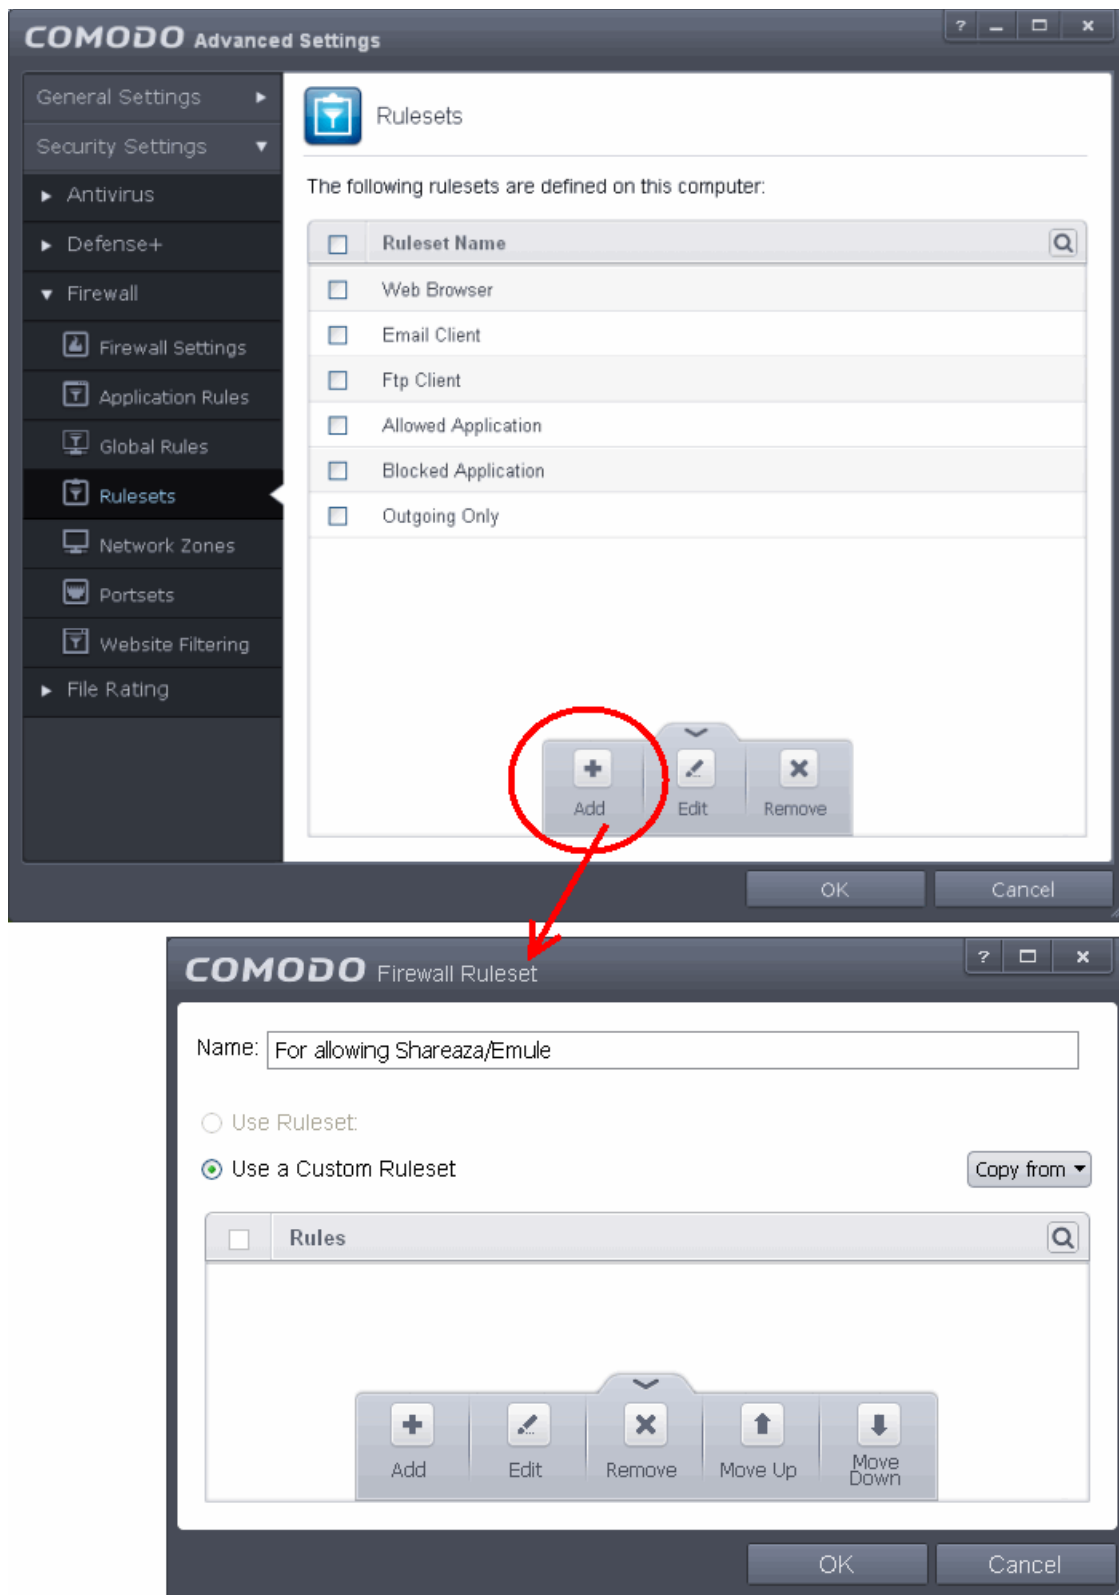 COMODO Advanced Settings
?
General Settings
Security Settings
Antivirus
Defense+
Firewall
Firewall Settings
Application Rules
Global Rules
Rulesets
Network Zones
Portsets
Website Filtering
File Rating
Rulesets
The following rulesets are defined on this computer:
Ruleset Name
Web Browser
Email Client
Ftp Client
Allowed Application
Blocked Application
Outgoing Only
Add Edit Remove
OK Cancel
COMODO Firewall Ruleset
?
Name: For allowing Shareaza/Emule
Use Ruleset:
Use a Custom Ruleset Copy from
Rules
Add Edit Remove Move Up Move Down
OK Cancel